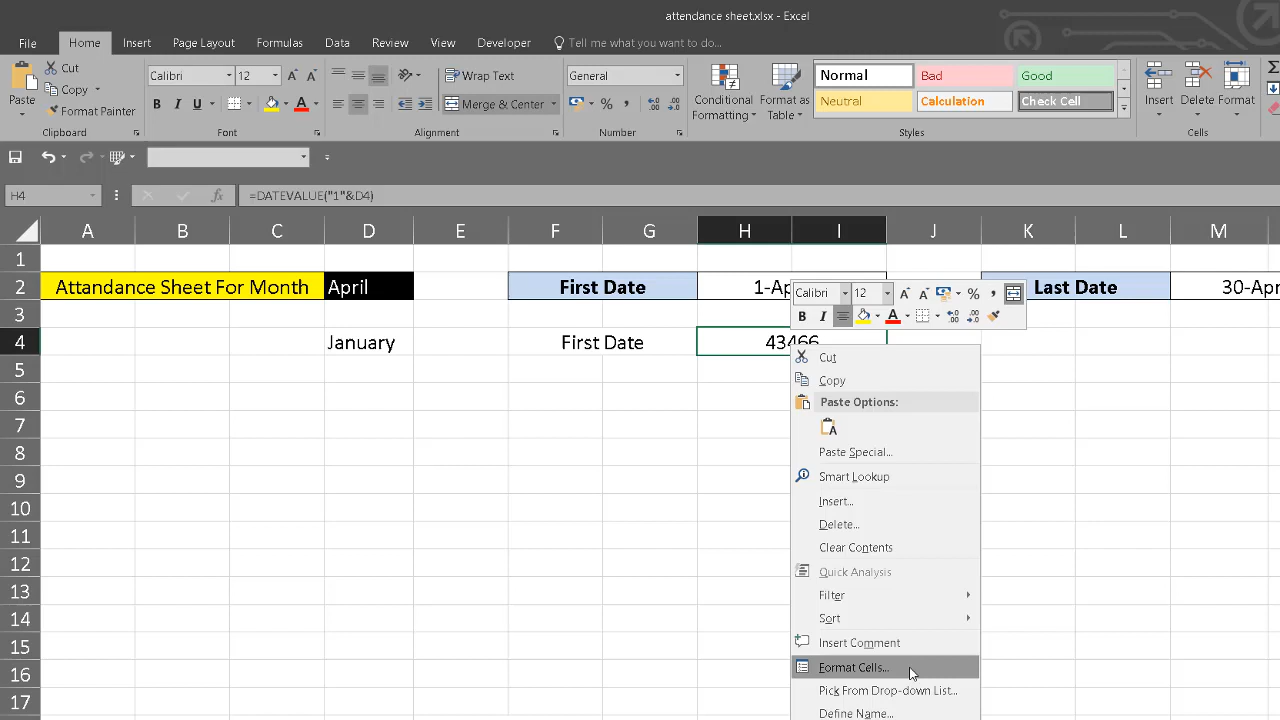 attendance sheet.xlsx - Excel
File Home Insert Page Layout Formulas Data Review View Developer Tell me what you want to do...
Paste
Cut
Copy
Format Painter
Clipboard
Calibri 12
B I U
Font
Wrap Text
Merge & Center
Alignment
General
% ,
Number
Conditional Formatting
Format as Table
Normal Bad Good
Neutral Calculation Check Cell
Styles
Insert Delete Format
Cells
H4 fx =DATEVALUE("1"&D4)
A B C D E F G H I J K L M
1
2 Attandance Sheet For Month April First Date 1-Ap Last Date 30-Apr
3
4 January First Date 43466
5
6
7
8
9
10
11
12
13
14
15
16
17
Calibri 12 A A % ,
B I A
Cut
Copy
Paste Options:
Paste Special...
Smart Lookup
Insert...
Delete...
Clear Contents
Quick Analysis
Filter
Sort
Insert Comment
Format Cells...
Pick From Drop-down List...
Define Name...